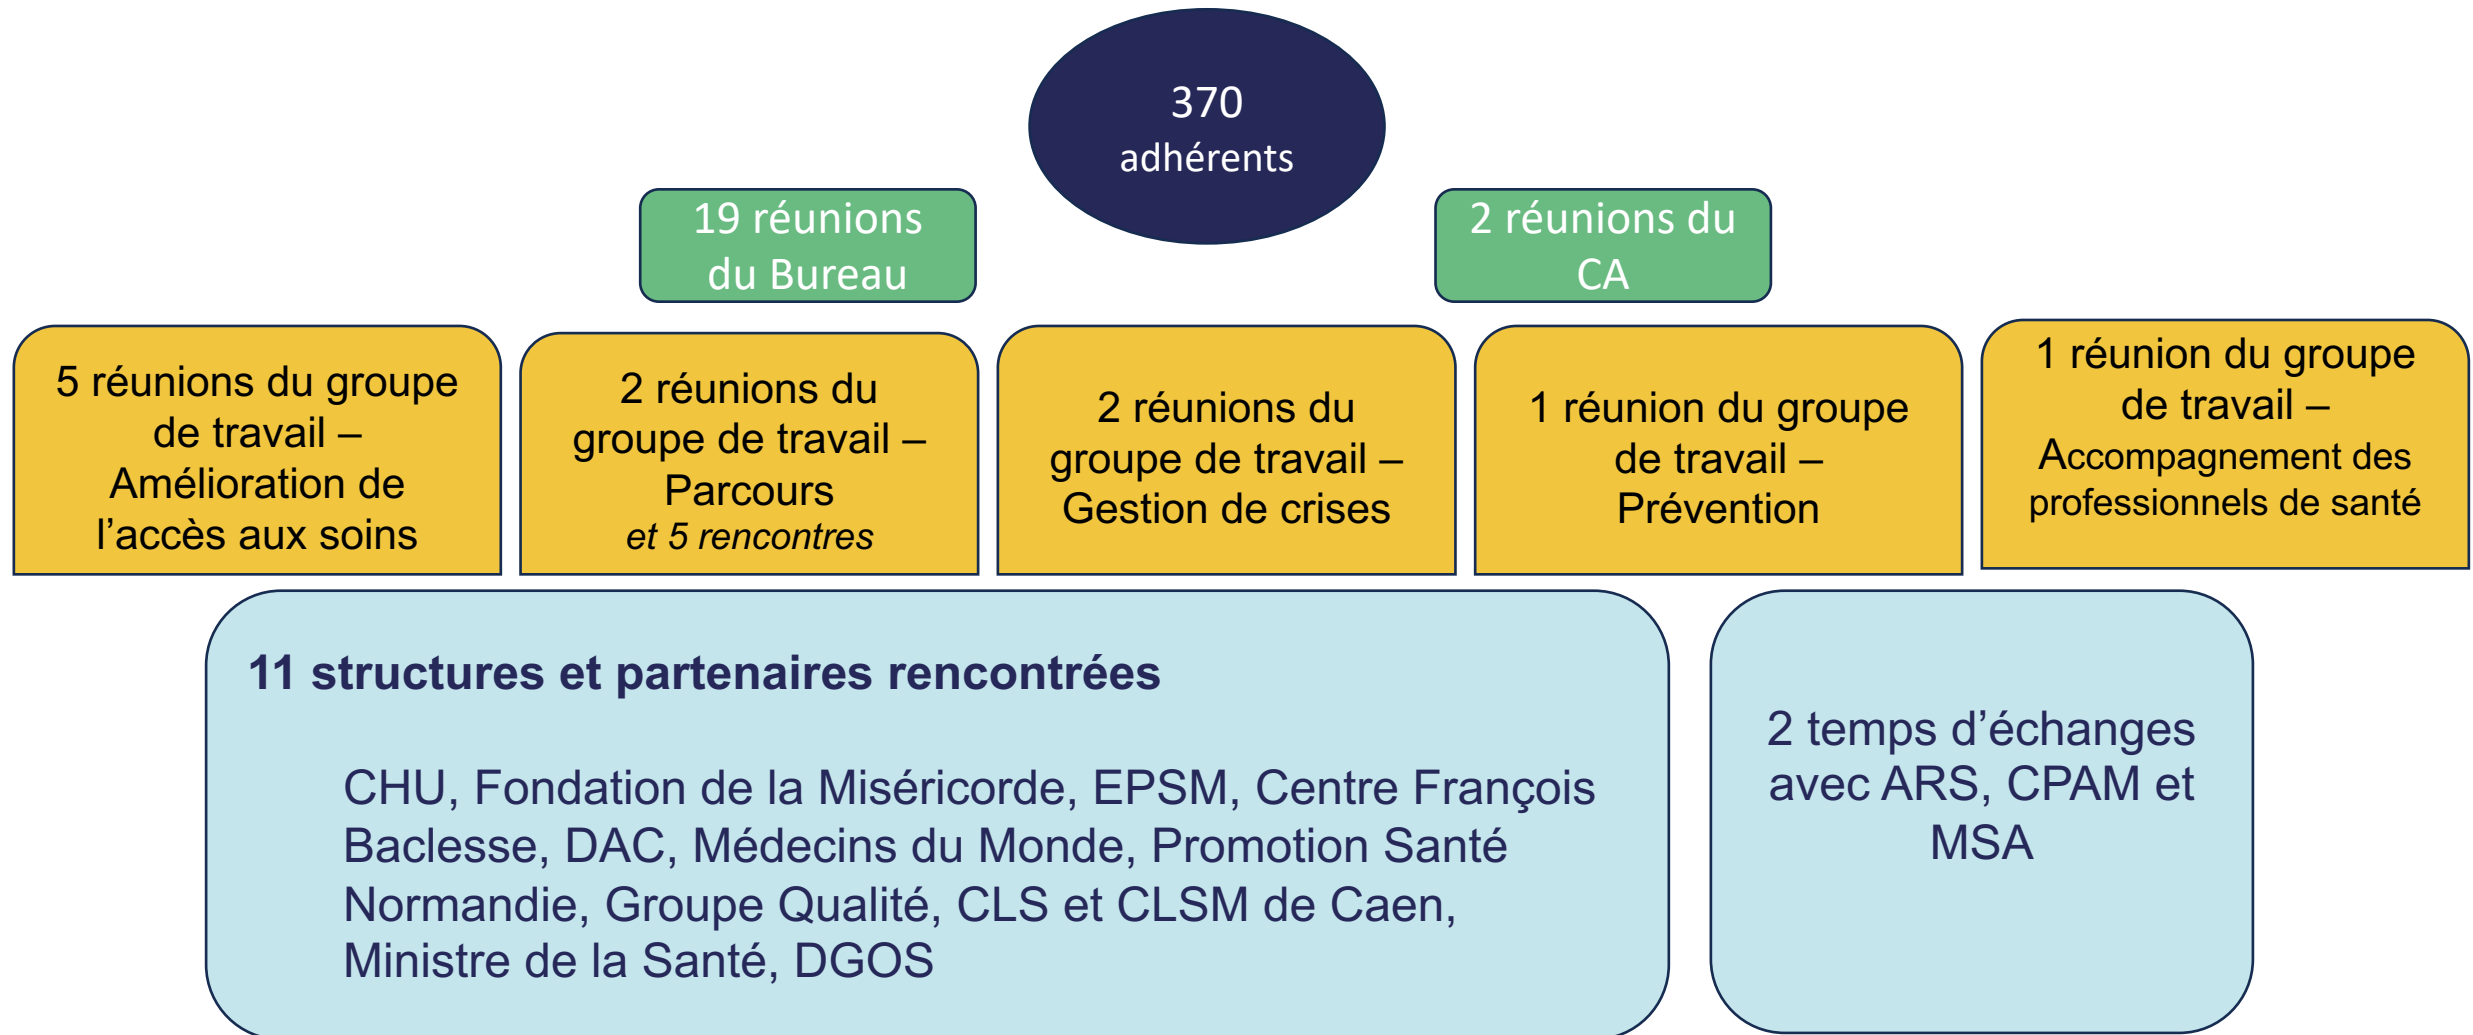 370
adhérents
19 réunions
du Bureau
2 réunions du
CA
5 réunions du groupe
de travail –
Amélioration de
l’accès aux soins
2 réunions du
groupe de travail –
Parcours
et 5 rencontres
2 réunions du
groupe de travail –
Gestion de crises
1 réunion du groupe
de travail –
Prévention
1 réunion du groupe
de travail –
Accompagnement des
professionnels de santé
11 structures et partenaires rencontrées
CHU, Fondation de la Miséricorde, EPSM, Centre François
Baclesse, DAC, Médecins du Monde, Promotion Santé
Normandie, Groupe Qualité, CLS et CLSM de Caen,
Ministre de la Santé, DGOS
2 temps d’échanges
avec ARS, CPAM et
MSA